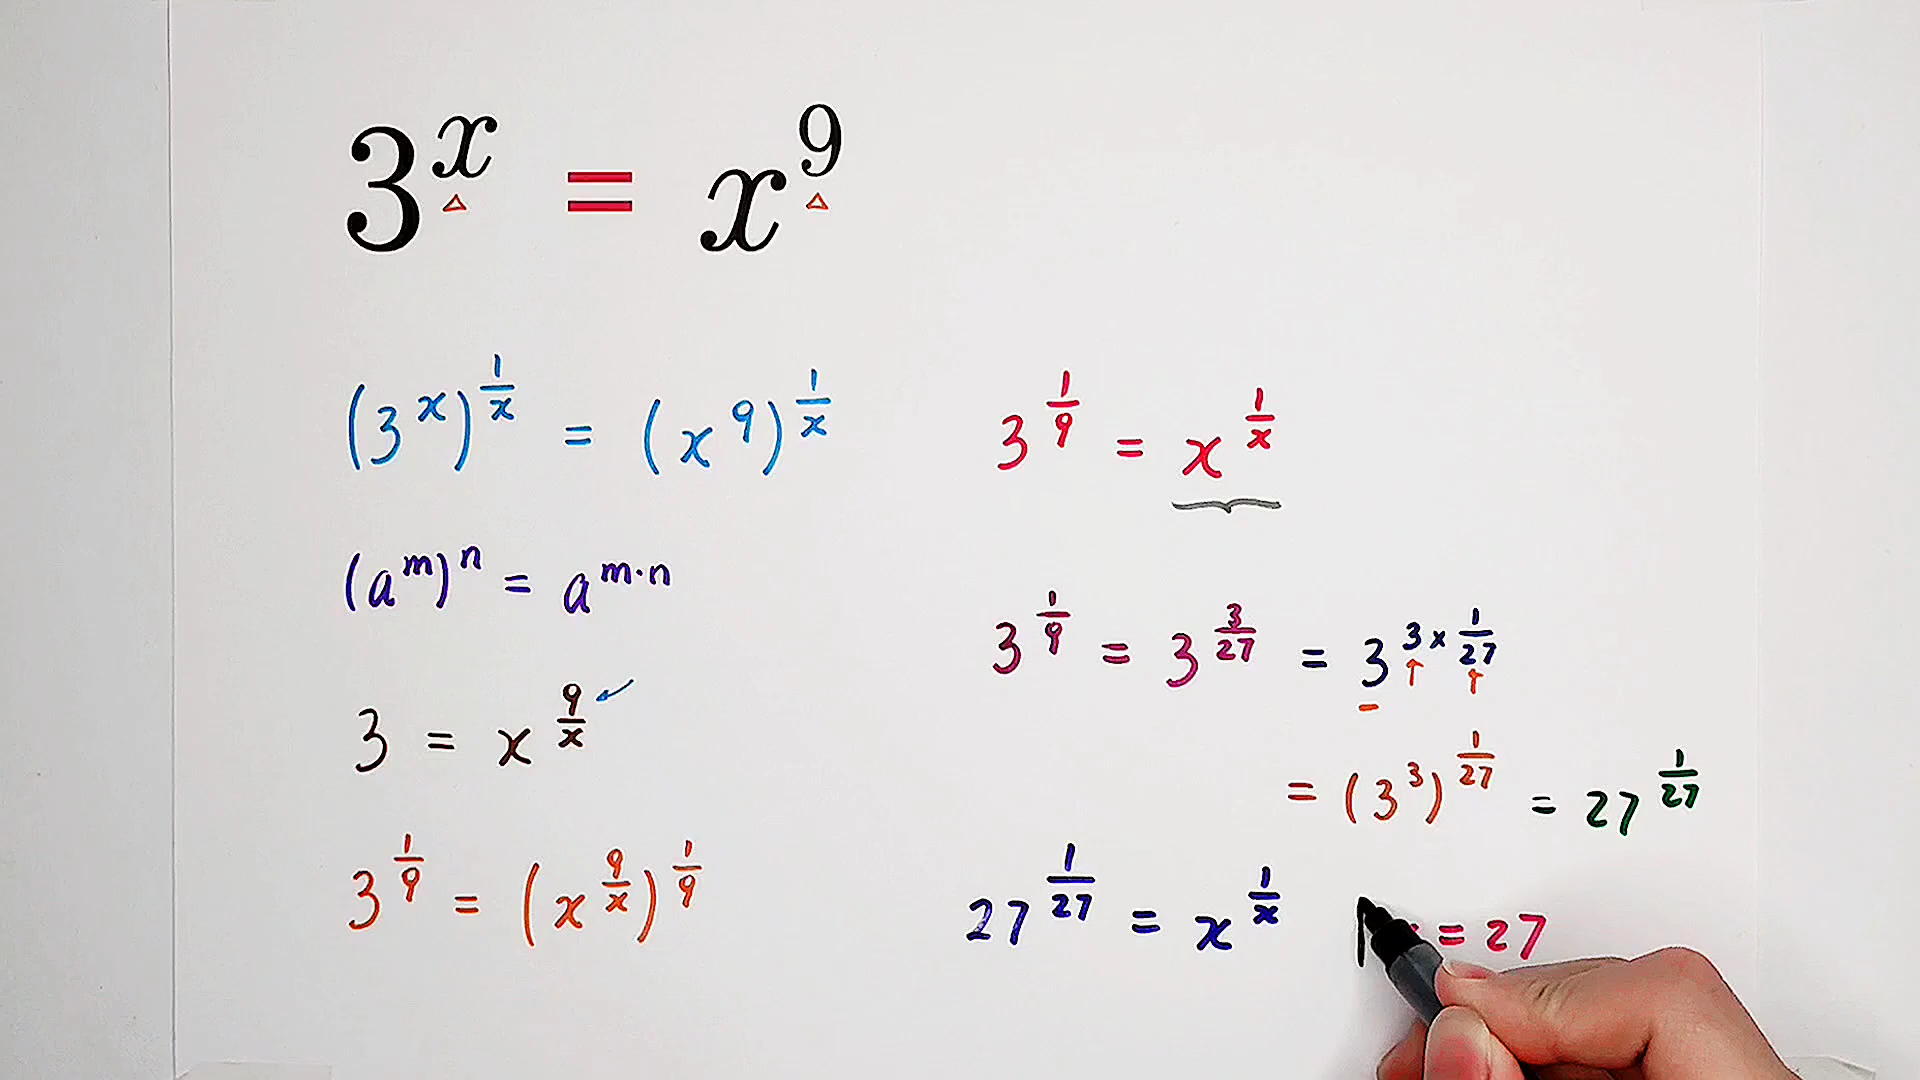 3^x = x^9
(3^x)^{1/x} = (x^9)^{1/x}
(a^m)^n = a^{m·n}
3 = x^{9/x}
3^{1/9} = (x^{9/x})^{1/9}
3^{1/9} = x^{1/x}
3^{1/9} = 3^{3/27} = 3^{3×1/27}
= (3^3)^{1/27} = 27^{1/27}
27^{1/27} = x^{1/x}
= 27